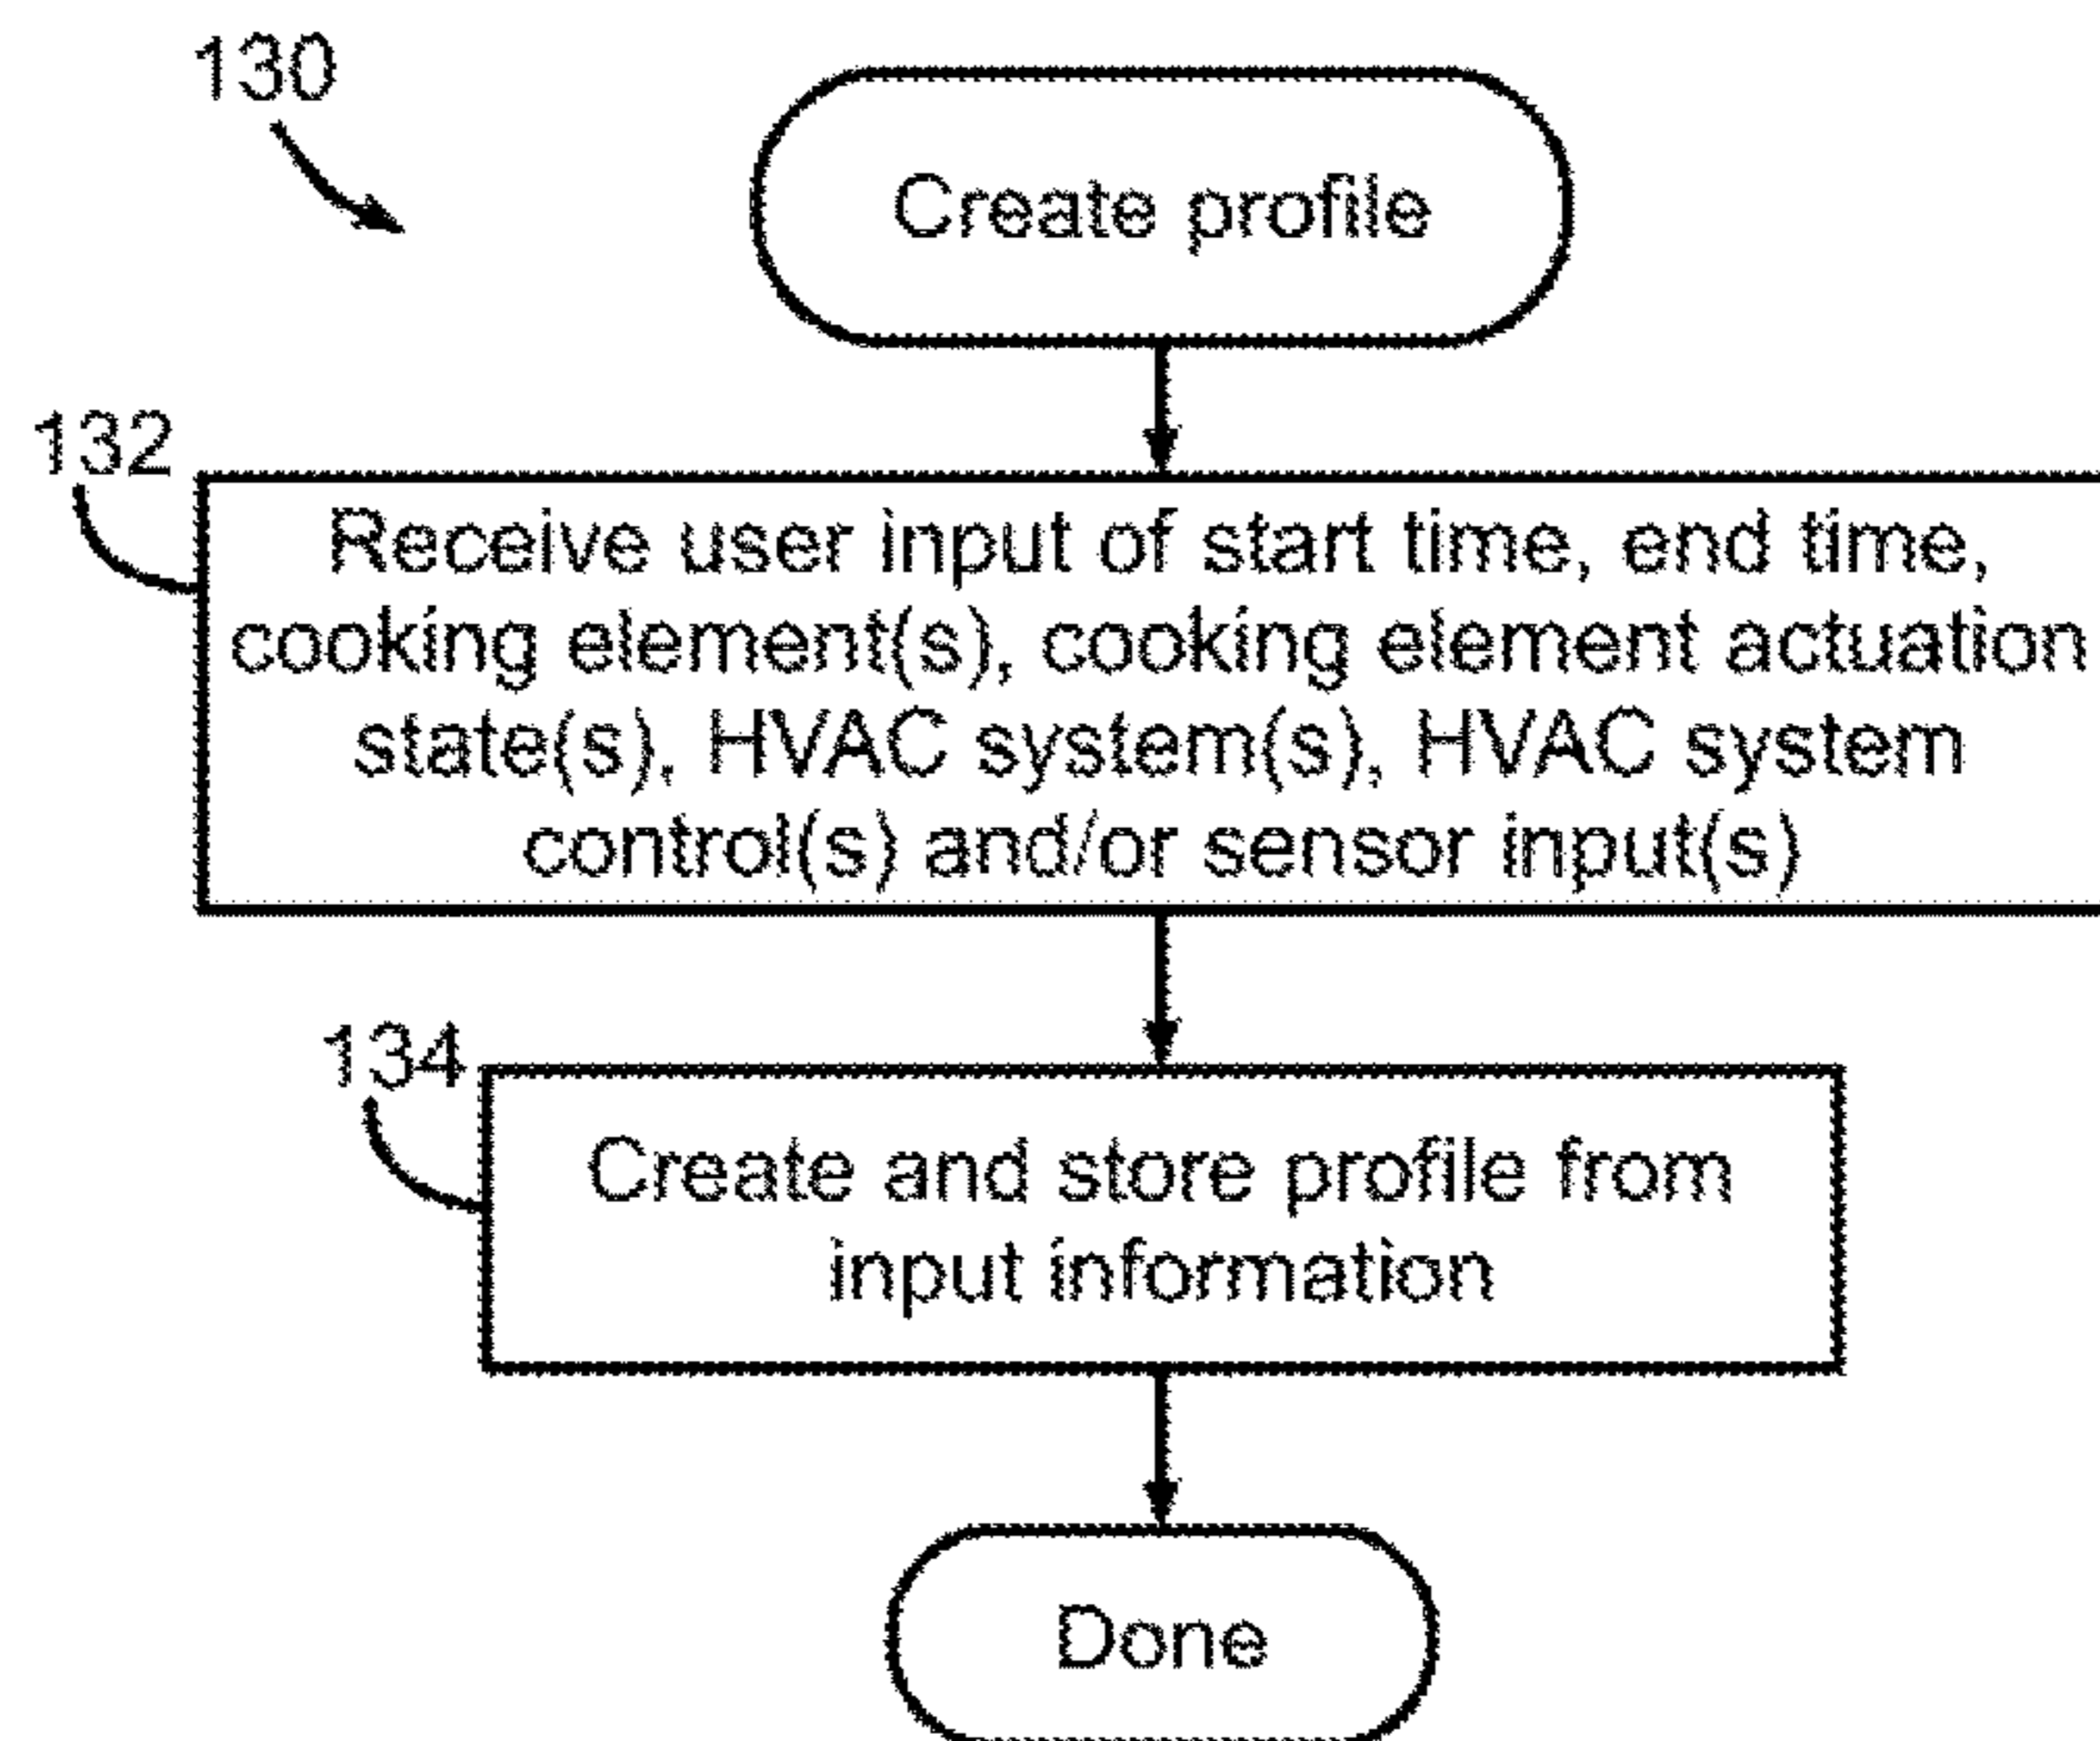 130
Create profile
132
Receive user input of start time, end time,
cooking element(s), cooking element actuation
state(s), HVAC system(s), HVAC system
control(s) and/or sensor input(s)
134
Create and store profile from
input information
Done